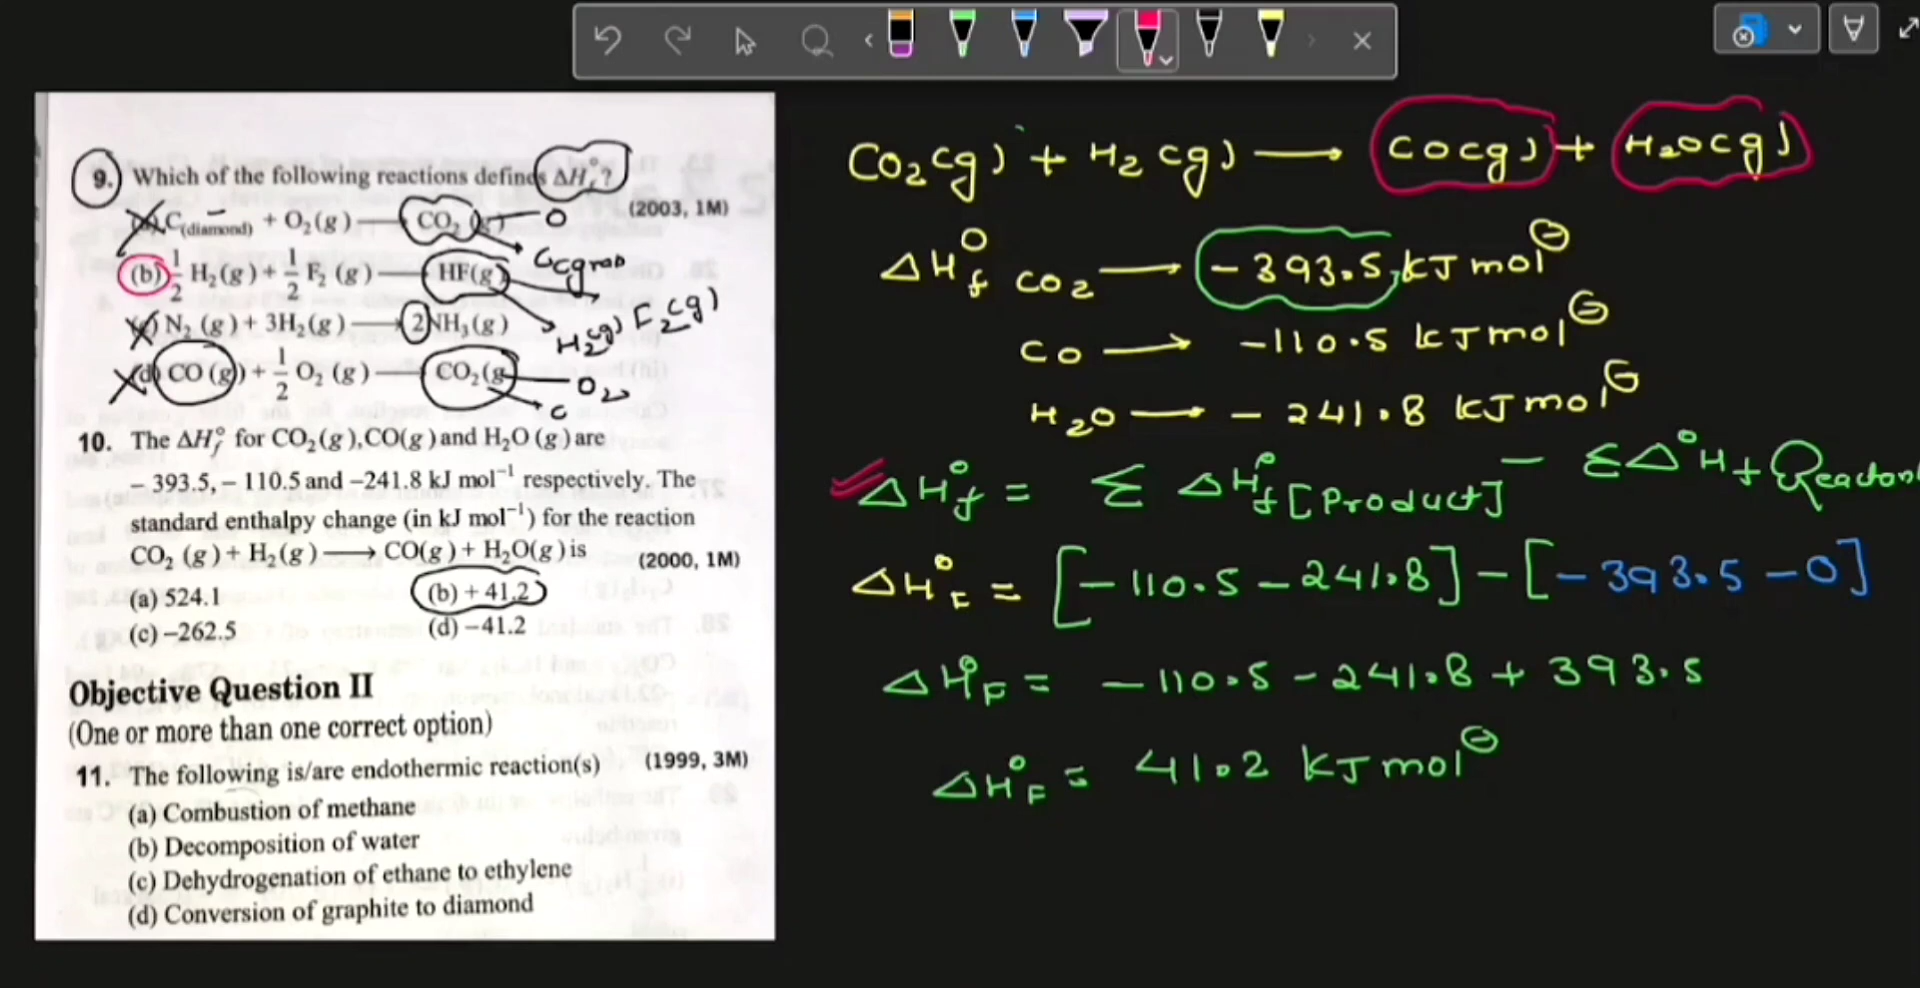 9. Which of the following reactions defines ΔH°f ?
(2003, 1M)
(a) C(diamond) + O₂(g) ⟶ CO₂(g)
O
C(grap
(b) 1/2 H₂(g) + 1/2 F₂(g) ⟶ HF(g)
H₂(g) F₂(g)
(c) N₂(g) + 3H₂(g) ⟶ 2NH₃(g)
(d) CO(g) + 1/2 O₂(g) ⟶ CO₂(g)
O₂
C
10. The ΔH°f for CO₂(g), CO(g) and H₂O(g) are
– 393.5, – 110.5 and –241.8 kJ mol⁻¹ respectively. The
standard enthalpy change (in kJ mol⁻¹) for the reaction
CO₂(g) + H₂(g) ⟶ CO(g) + H₂O(g) is
(2000, 1M)
(a) 524.1 (b) + 41.2
(c) –262.5 (d) –41.2
Objective Question II
(One or more than one correct option)
11. The following is/are endothermic reaction(s) (1999, 3M)
(a) Combustion of methane
(b) Decomposition of water
(c) Dehydrogenation of ethane to ethylene
(d) Conversion of graphite to diamond
CO₂(g) + H₂(g) ⟶ CO(g) + H₂O(g)
ΔH°f CO₂ ⟶ - 393.5, KJ mol⊖
CO ⟶ -110.5 KJ mol⊖
H₂O ⟶ - 241.8 KJ mol⊖
ΔH°f = Σ ΔH°f [Product] - ΣΔ°H+ Reactant
ΔH°F = [-110.5 - 241.8] - [-393.5 - 0]
ΔH°F = -110.5 - 241.8 + 393.5
ΔH°F = 41.2 KJ mol⊖